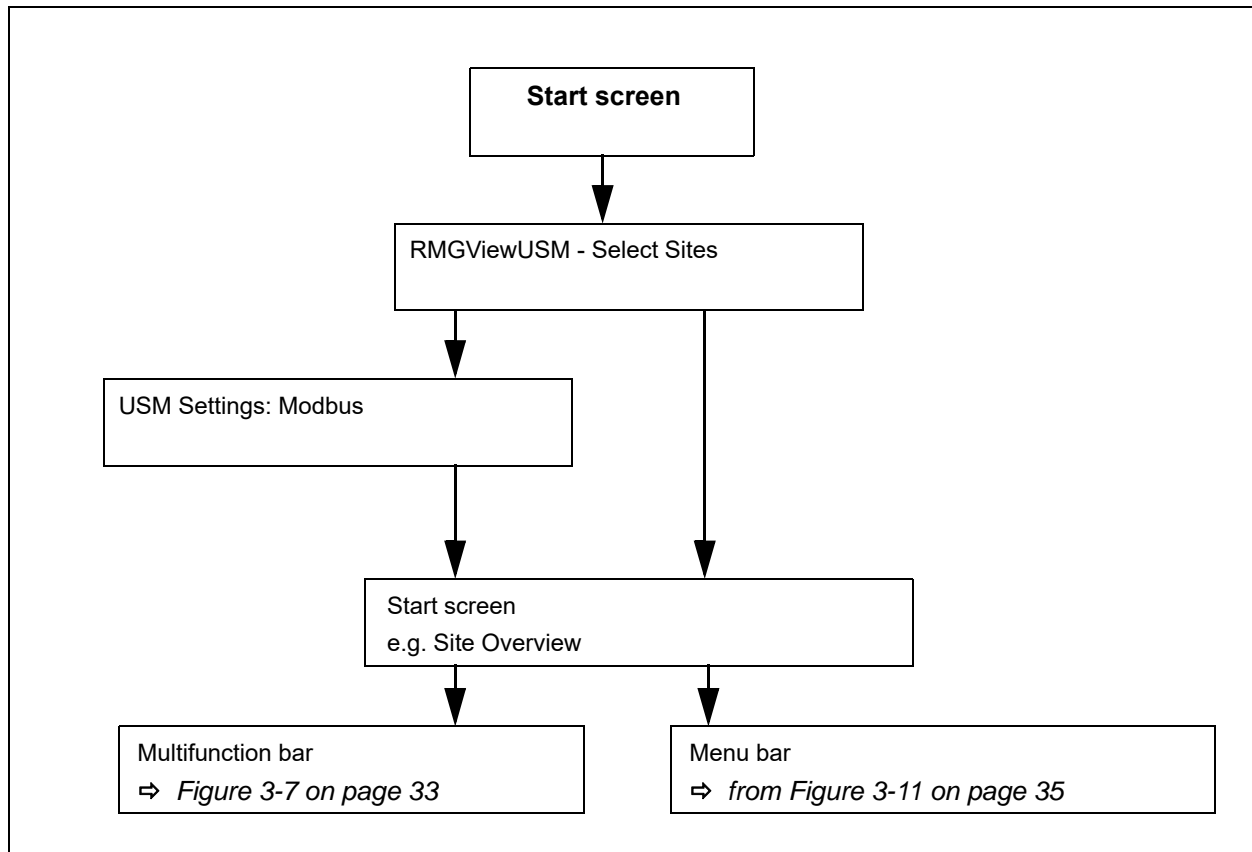 Start screen
RMGViewUSM - Select Sites
USM Settings: Modbus
Start screen
e.g. Site Overview
Multifunction bar
⇨ Figure 3-7 on page 33
Menu bar
⇨ from Figure 3-11 on page 35